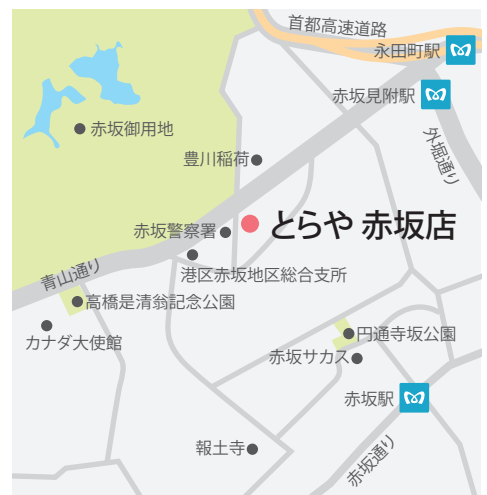 首都高速道路
永田町駅
赤坂見附駅
赤坂御用地
外堀通り
豊川稲荷
赤坂警察署
とらや 赤坂店
青山通り
港区赤坂地区総合支所
高橋是清翁記念公園
カナダ大使館
円通寺坂公園
赤坂サカス
赤坂駅
報土寺
赤坂通り